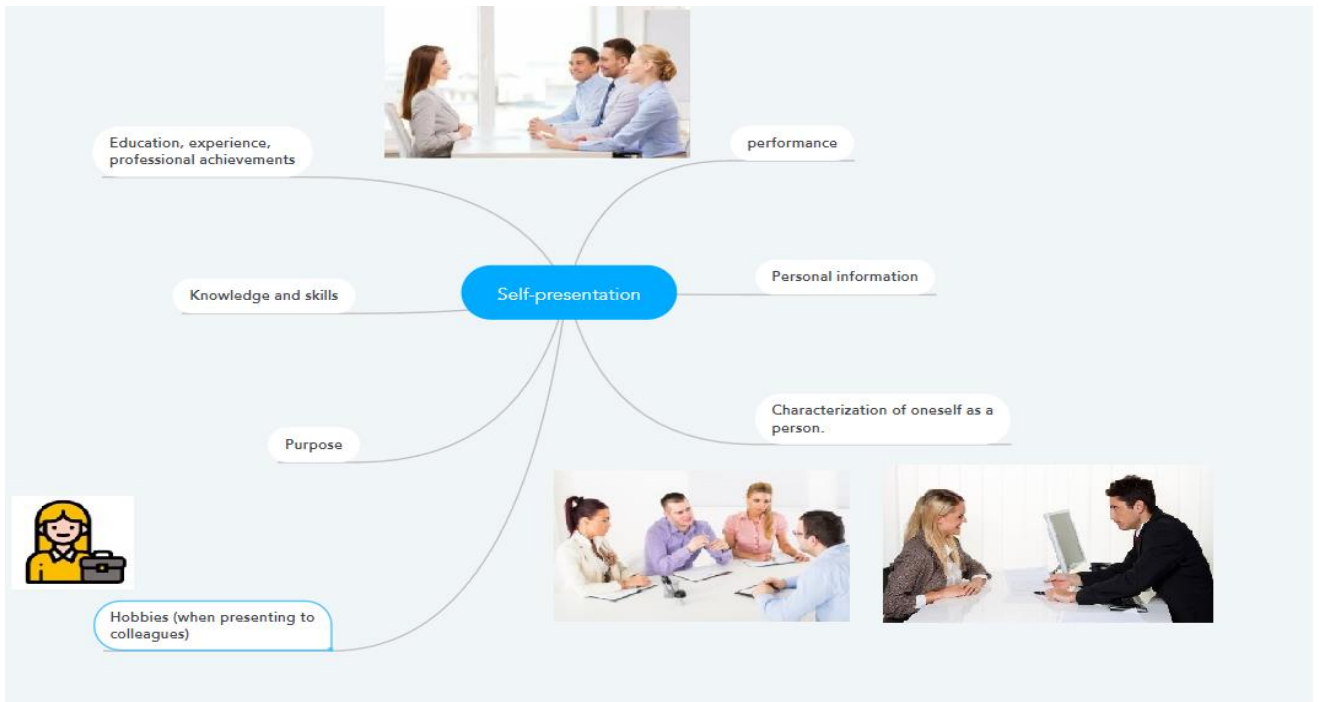 Education, experience,
professional achievements
performance
Knowledge and skills
Self-presentation
Personal information
Purpose
Characterization of oneself as a
person.
Hobbies (when presenting to
colleagues)